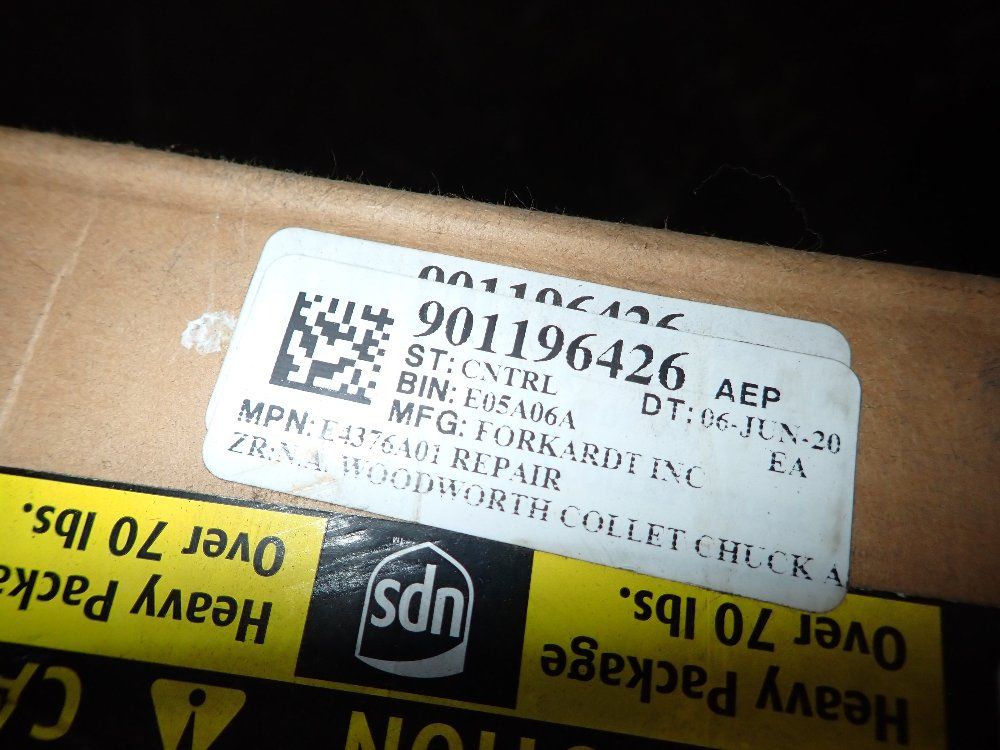 901196426
901196426 AEP
ST: CNTRL DT: 06-JUN-20
BIN: E05A06A EA
MFG: FORKARDT INC
MPN: E4376A01 REPAIR
ZR:N.A. WOODWORTH COLLET CHUCK A
Heavy Package
Over 70 lbs.
ups
Heavy Package
Over 70 lbs.